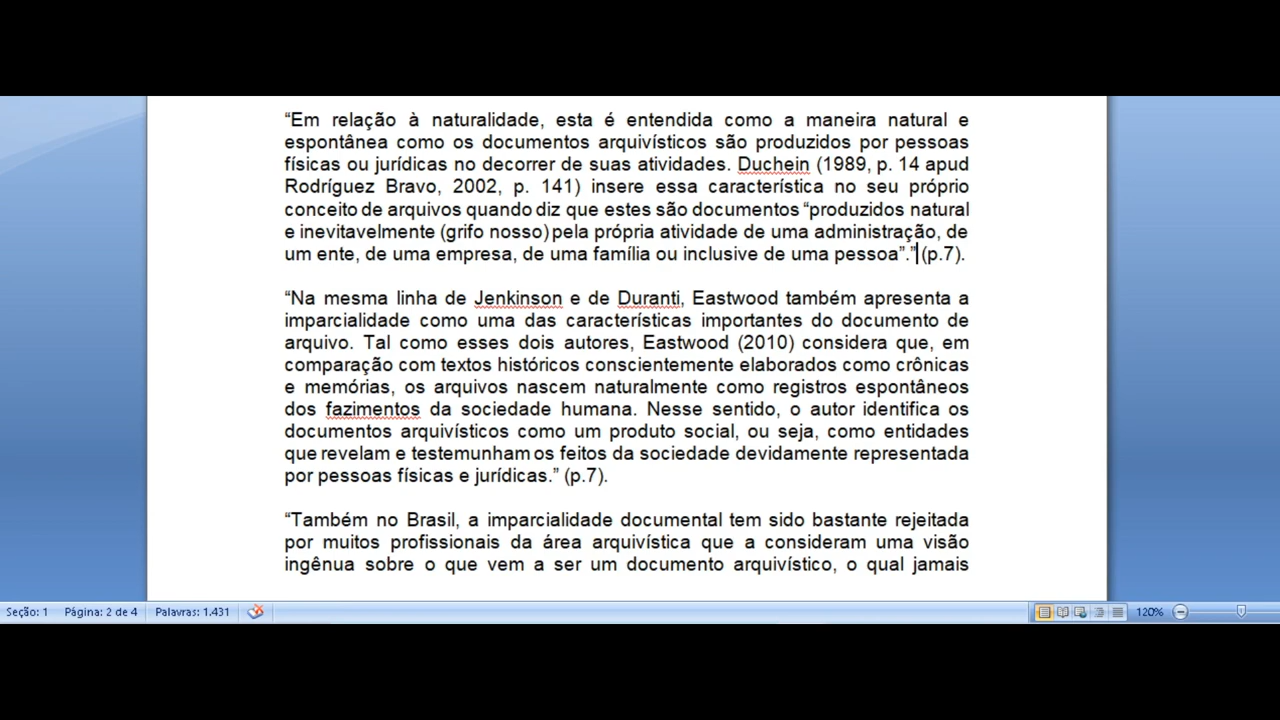 “Em relação à naturalidade, esta é entendida como a maneira natural e
espontânea como os documentos arquivísticos são produzidos por pessoas
físicas ou jurídicas no decorrer de suas atividades. Duchein (1989, p. 14 apud
Rodríguez Bravo, 2002, p. 141) insere essa característica no seu próprio
conceito de arquivos quando diz que estes são documentos “produzidos natural
e inevitavelmente (grifo nosso) pela própria atividade de uma administração, de
um ente, de uma empresa, de uma família ou inclusive de uma pessoa”.” (p.7).
“Na mesma linha de Jenkinson e de Duranti, Eastwood também apresenta a
imparcialidade como uma das características importantes do documento de
arquivo. Tal como esses dois autores, Eastwood (2010) considera que, em
comparação com textos históricos conscientemente elaborados como crônicas
e memórias, os arquivos nascem naturalmente como registros espontâneos
dos fazimentos da sociedade humana. Nesse sentido, o autor identifica os
documentos arquivísticos como um produto social, ou seja, como entidades
que revelam e testemunham os feitos da sociedade devidamente representada
por pessoas físicas e jurídicas.” (p.7).
“Também no Brasil, a imparcialidade documental tem sido bastante rejeitada
por muitos profissionais da área arquivística que a consideram uma visão
ingênua sobre o que vem a ser um documento arquivístico, o qual jamais
Seção: 1 Página: 2 de 4 Palavras: 1.431 120%